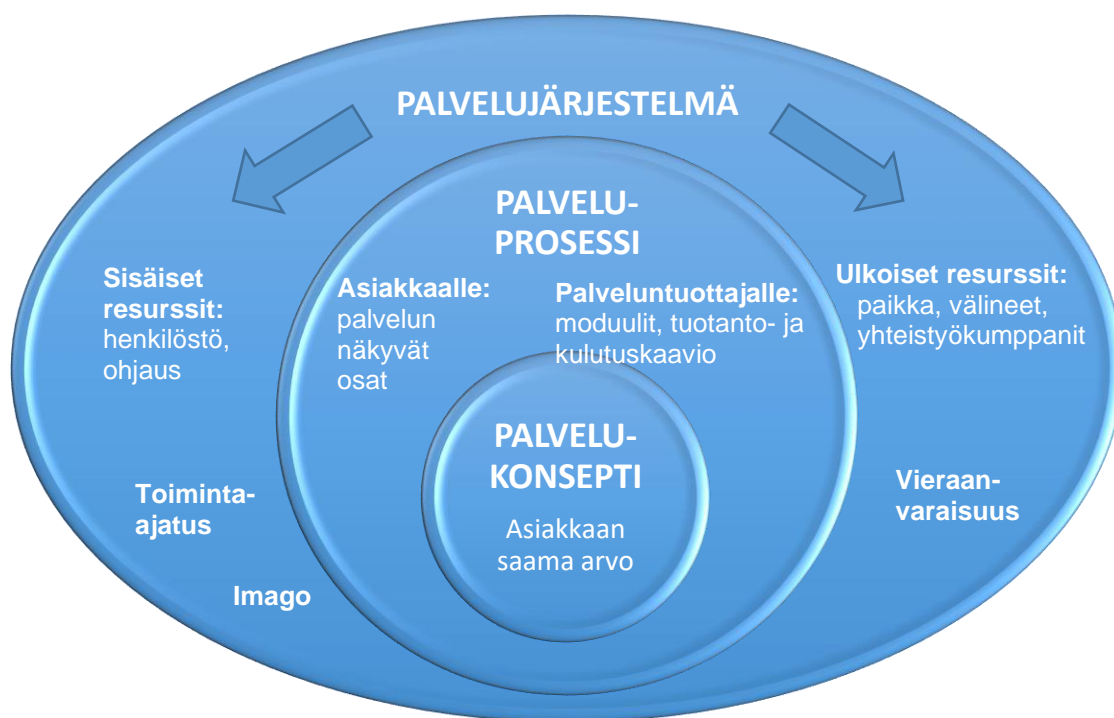 PALVELUJÄRJESTELMÄ
PALVELU-
PROSESSI
Sisäiset
resurssit:
henkilöstö,
ohjaus
Asiakkaalle:
palvelun
näkyvät
osat
Palveluntuottajalle:
moduulit, tuotanto- ja
kulutuskaavio
Ulkoiset resurssit:
paikka, välineet,
yhteistyökumppanit
PALVELU-
KONSEPTI
Asiakkaan
saama arvo
Toiminta-
ajatus
Imago
Vieraan-
varaisuus